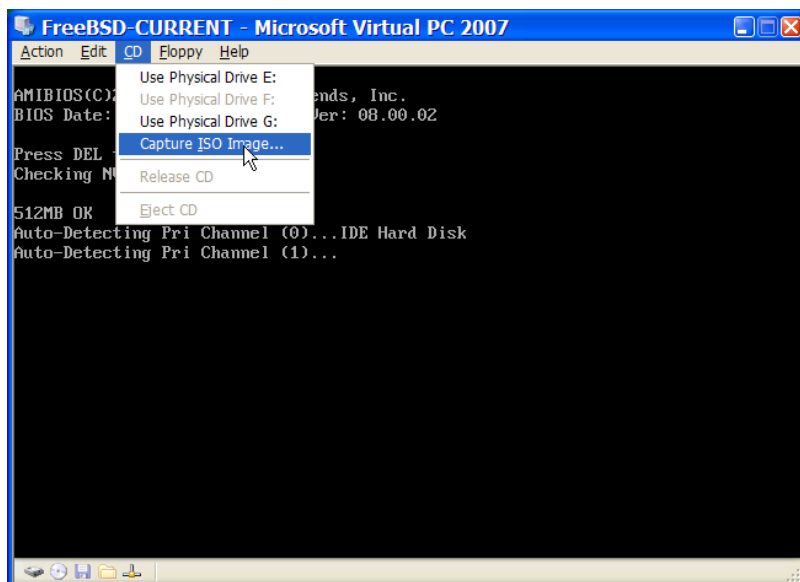 FreeBSD-CURRENT - Microsoft Virtual PC 2007
Action Edit CD Floppy Help
Use Physical Drive E:
Use Physical Drive F:
Use Physical Drive G:
Capture ISO Image...
Release CD
Eject CD
AMIBIOS(C)2 ends, Inc.
BIOS Date: Ver: 08.00.02
Press DEL
Checking N
512MB OK
Auto-Detecting Pri Channel (0)...IDE Hard Disk
Auto-Detecting Pri Channel (1)...